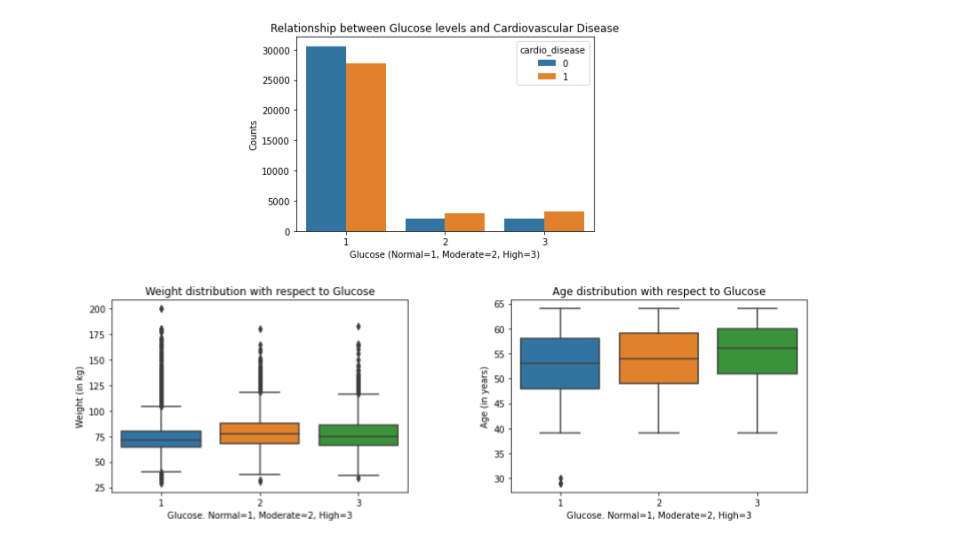 Relationship between Glucose levels and Cardiovascular Disease
cardio_disease
0
1
30000
25000
20000
15000
10000
5000
0
Counts
1 2 3
Glucose (Normal=1, Moderate=2, High=3)
Weight distribution with respect to Glucose
200
175
150
125
100
75
50
25
Weight (in kg)
1 2 3
Glucose. Normal=1, Moderate=2, High=3
Age distribution with respect to Glucose
65
60
55
50
45
40
35
30
Age (in years)
1 2 3
Glucose. Normal=1, Moderate=2, High=3